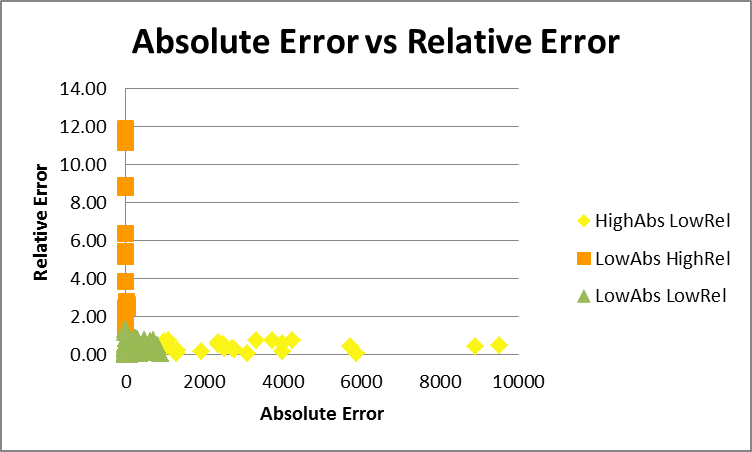 Absolute Error vs Relative Error
14.00
12.00
10.00
8.00
6.00
4.00
2.00
0.00
Relative Error
0 2000 4000 6000 8000 10000
Absolute Error
HighAbs LowRel
LowAbs HighRel
LowAbs LowRel